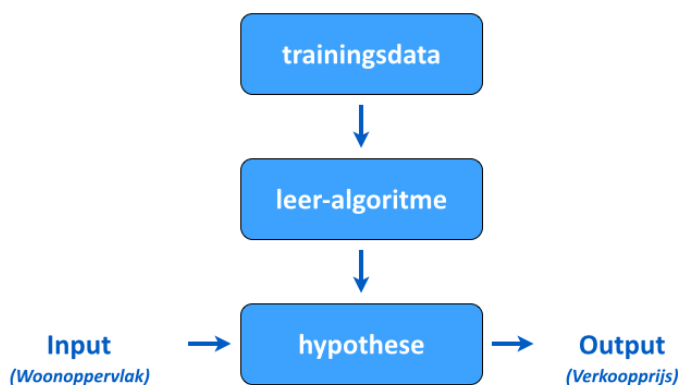 trainingsdata
leer-algoritme
Input
(Woonoppervlak)
hypothese
Output
(Verkoopprijs)